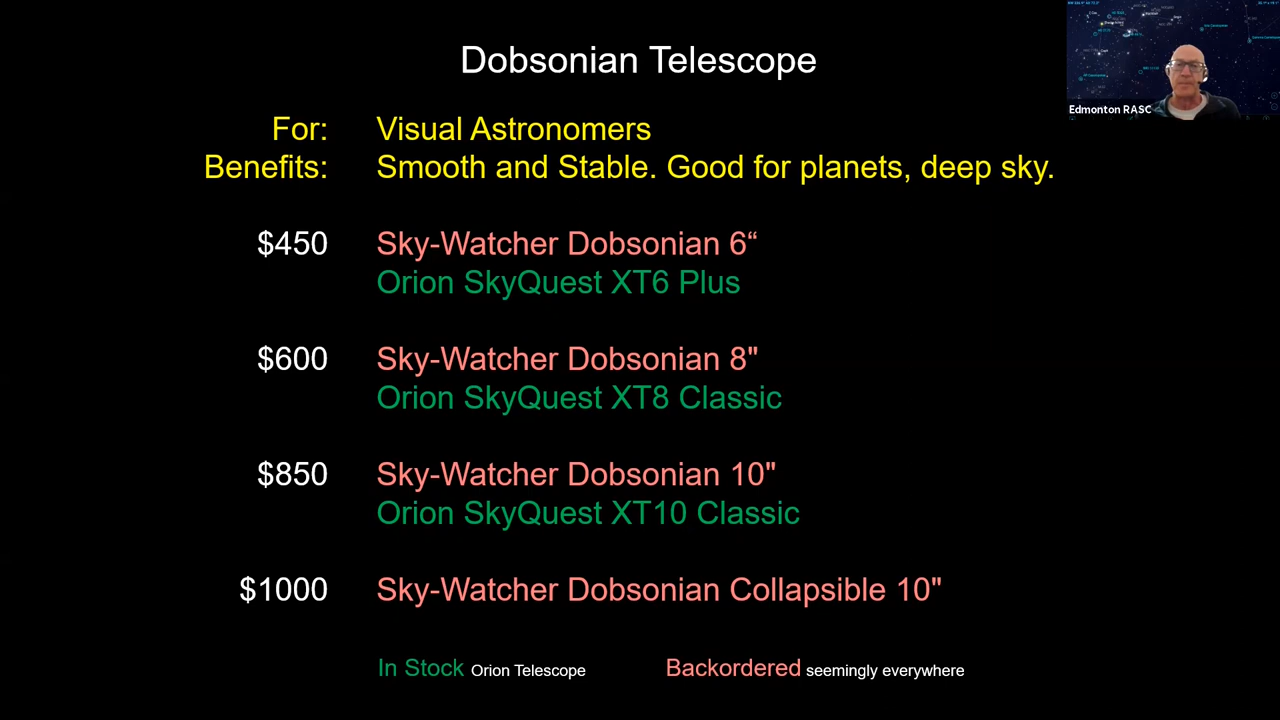 Dobsonian Telescope
Edmonton RASC
For: Visual Astronomers
Benefits: Smooth and Stable. Good for planets, deep sky.
$450 Sky-Watcher Dobsonian 6“
Orion SkyQuest XT6 Plus
$600 Sky-Watcher Dobsonian 8"
Orion SkyQuest XT8 Classic
$850 Sky-Watcher Dobsonian 10"
Orion SkyQuest XT10 Classic
$1000 Sky-Watcher Dobsonian Collapsible 10"
In Stock Orion Telescope Backordered seemingly everywhere